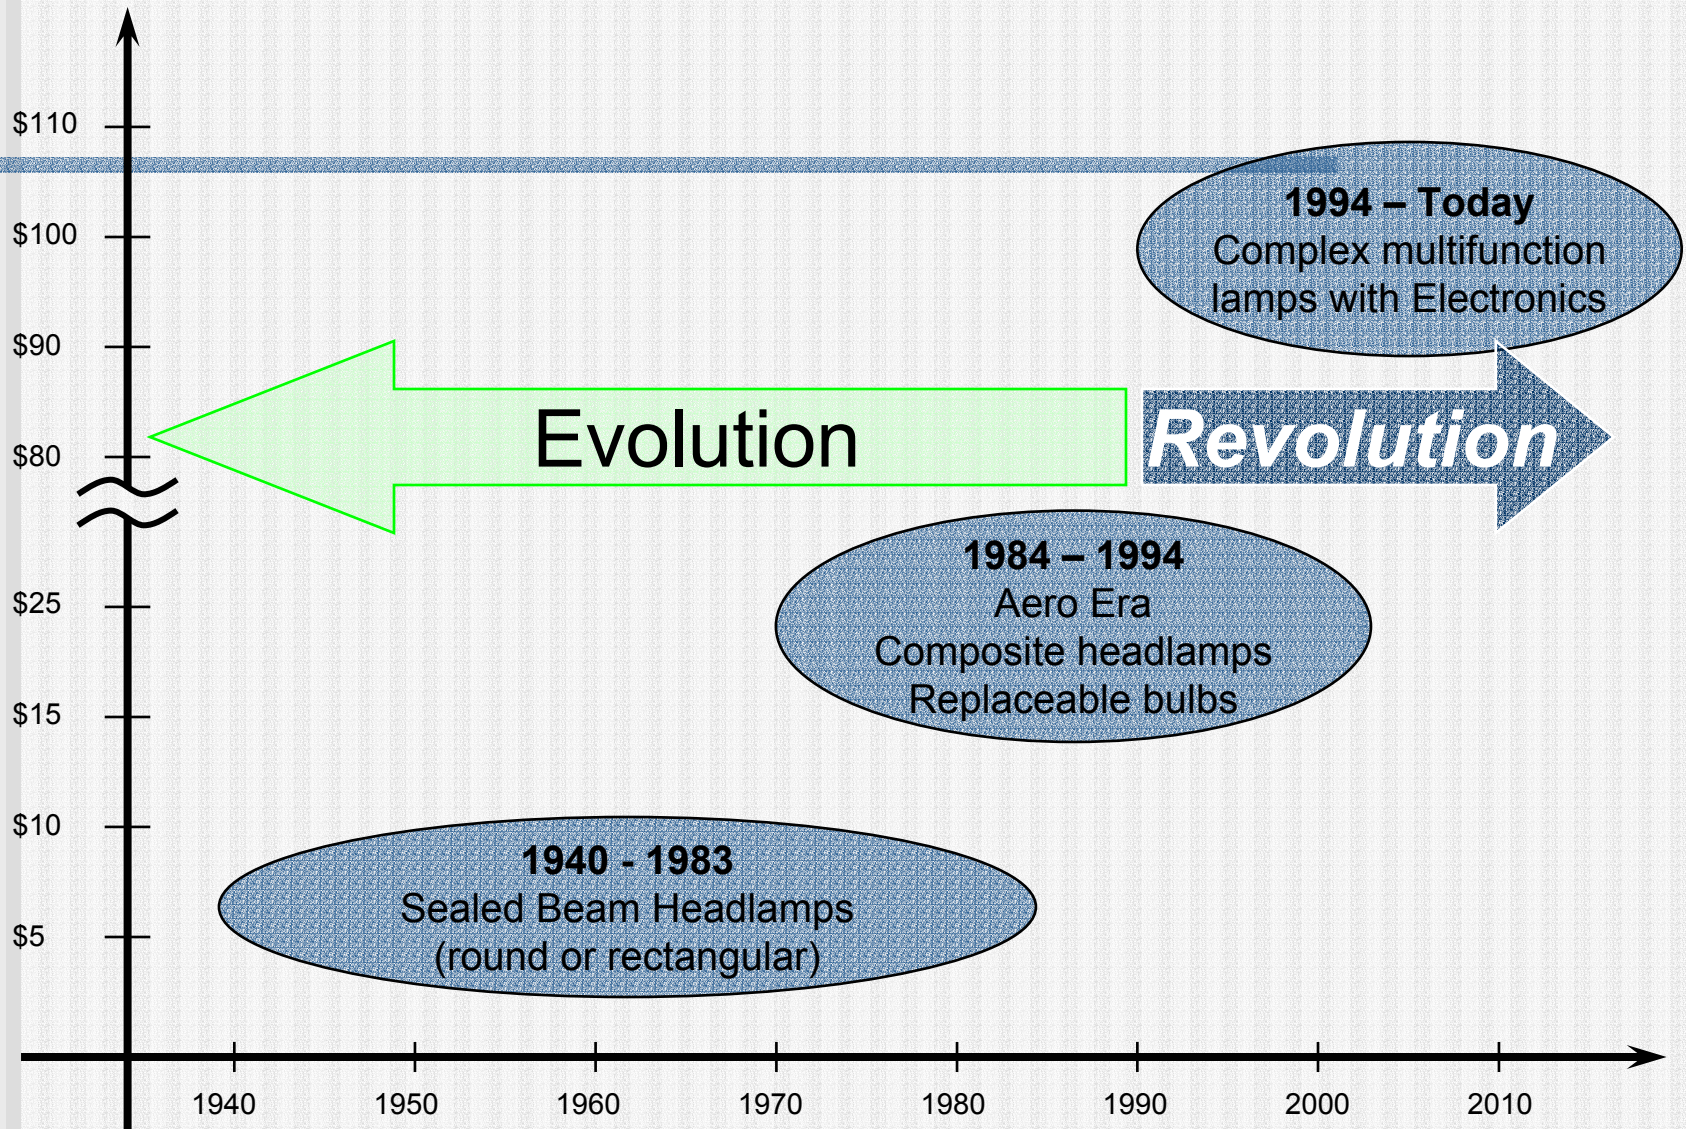 $110
$100
$90
$80
$25
$15
$10
$5
1994 – Today
Complex multifunction
lamps with Electronics
Evolution
Revolution
1984 – 1994
Aero Era
Composite headlamps
Replaceable bulbs
1940 - 1983
Sealed Beam Headlamps
(round or rectangular)
1940 1950 1960 1970 1980 1990 2000 2010